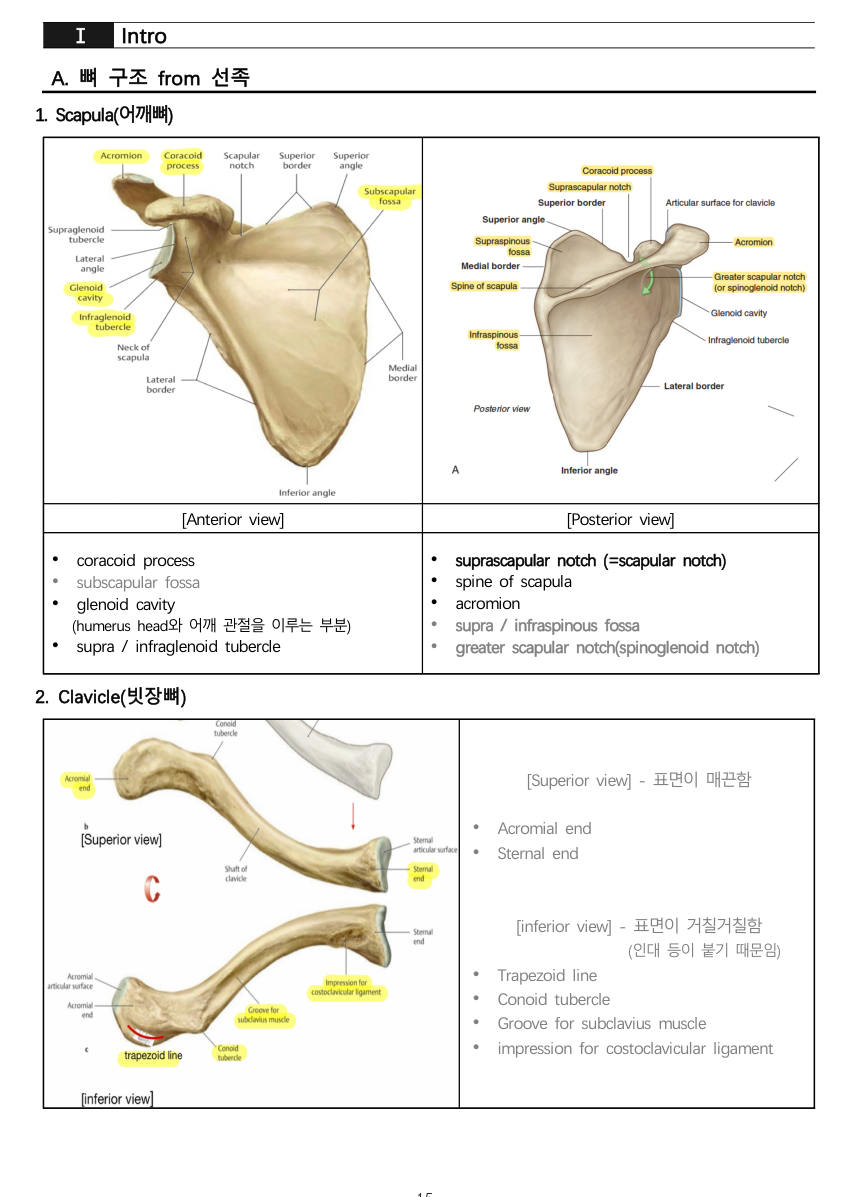 I Intro
A. 뼈 구조 from 선족
1. Scapula(어깨뼈)
Acromion
Coracoid
process
Scapular
notch
Superior
border
Superior
angle
Subscapular
fossa
Supraglenoid
tubercle
Lateral
angle
Glenoid
cavity
Infraglenoid
tubercle
Neck of
scapula
Lateral
border
Medial
border
Inferior angle
Coracoid process
Suprascapular notch
Superior border
Articular surface for clavicle
Superior angle
Supraspinous
fossa
Acromion
Medial border
Spine of scapula
Greater scapular notch
(or spinoglenoid notch)
Glenoid cavity
Infraspinous
fossa
Infraglenoid tubercle
Lateral border
Posterior view
A
Inferior angle
[Anterior view]
[Posterior view]
• coracoid process
• subscapular fossa
• glenoid cavity
(humerus head와 어깨 관절을 이루는 부분)
• supra / infraglenoid tubercle
• suprascapular notch (=scapular notch)
• spine of scapula
• acromion
• supra / infraspinous fossa
• greater scapular notch(spinoglenoid notch)
2. Clavicle(빗장뼈)
Conoid
tubercle
Acromial
end
b
[Superior view]
Shaft of
clavicle
Sternal
articular surface
Sternal
end
Sternal
end
Impression for
costoclavicular ligament
Acromial
articular surface
Acromial
end
Groove for
subclavius muscle
c
trapezoid line
Conoid
tubercle
[inferior view]
[Superior view] - 표면이 매끈함
• Acromial end
• Sternal end
[inferior view] - 표면이 거칠거칠함
(인대 등이 붙기 때문임)
• Trapezoid line
• Conoid tubercle
• Groove for subclavius muscle
• impression for costoclavicular ligament
15